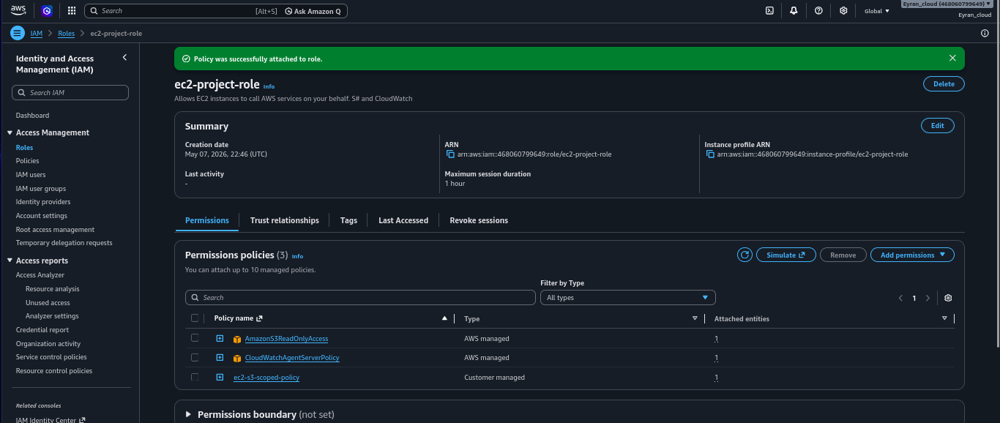 aws
Search
[Alt+S]
Ask Amazon Q
Global
Eyran_cloud (468060799649)
Eyran_cloud
IAM
Roles
ec2-project-role
Identity and Access Management (IAM)
Search IAM
Dashboard
Access Management
Roles
Policies
IAM users
IAM user groups
Identity providers
Account settings
Root access management
Temporary delegation requests
Access reports
Access Analyzer
Resource analysis
Unused access
Analyzer settings
Credential report
Organization activity
Service control policies
Resource control policies
Related consoles
IAM Identity Center
Policy was successfully attached to role.
ec2-project-role Info
Delete
Allows EC2 instances to call AWS services on your behalf. S# and CloudWatch
Summary
Edit
Creation date
May 07, 2026, 22:46 (UTC)
Last activity
-
ARN
arn:aws:iam::468060799649:role/ec2-project-role
Maximum session duration
1 hour
Instance profile ARN
arn:aws:iam::468060799649:instance-profile/ec2-project-role
Permissions
Trust relationships
Tags
Last Accessed
Revoke sessions
Permissions policies (3) Info
Simulate
Remove
Add permissions
You can attach up to 10 managed policies.
Filter by Type
Search
All types
1
Policy name
Type
Attached entities
AmazonS3ReadOnlyAccess
AWS managed
1
CloudWatchAgentServerPolicy
AWS managed
1
ec2-s3-scoped-policy
Customer managed
1
Permissions boundary (not set)